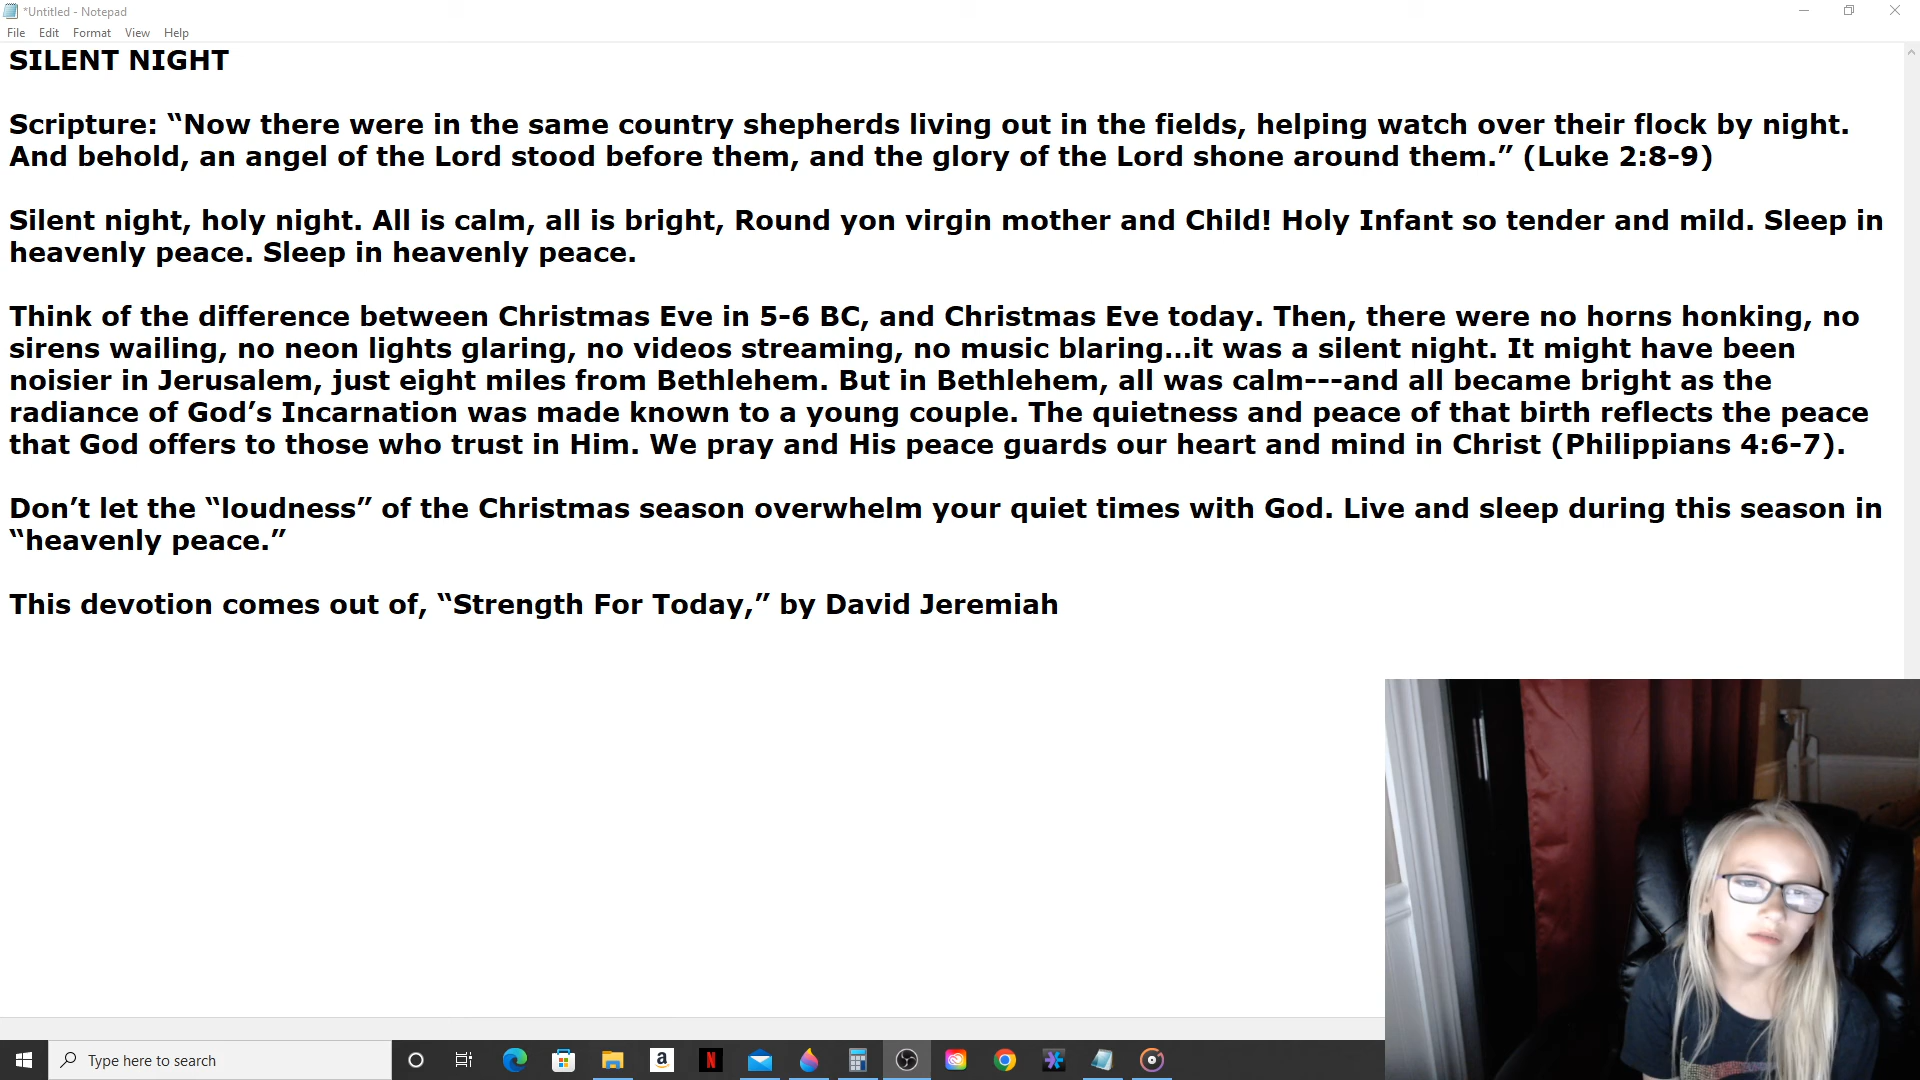 *Untitled - Notepad
File Edit Format View Help
SILENT NIGHT
Scripture: “Now there were in the same country shepherds living out in the fields, helping watch over their flock by night.
And behold, an angel of the Lord stood before them, and the glory of the Lord shone around them.” (Luke 2:8-9)
Silent night, holy night. All is calm, all is bright, Round yon virgin mother and Child! Holy Infant so tender and mild. Sleep in
heavenly peace. Sleep in heavenly peace.
Think of the difference between Christmas Eve in 5-6 BC, and Christmas Eve today. Then, there were no horns honking, no
sirens wailing, no neon lights glaring, no videos streaming, no music blaring...it was a silent night. It might have been
noisier in Jerusalem, just eight miles from Bethlehem. But in Bethlehem, all was calm---and all became bright as the
radiance of God’s Incarnation was made known to a young couple. The quietness and peace of that birth reflects the peace
that God offers to those who trust in Him. We pray and His peace guards our heart and mind in Christ (Philippians 4:6-7).
Don’t let the “loudness” of the Christmas season overwhelm your quiet times with God. Live and sleep during this season in
“heavenly peace.”
This devotion comes out of, “Strength For Today,” by David Jeremiah
Type here to search